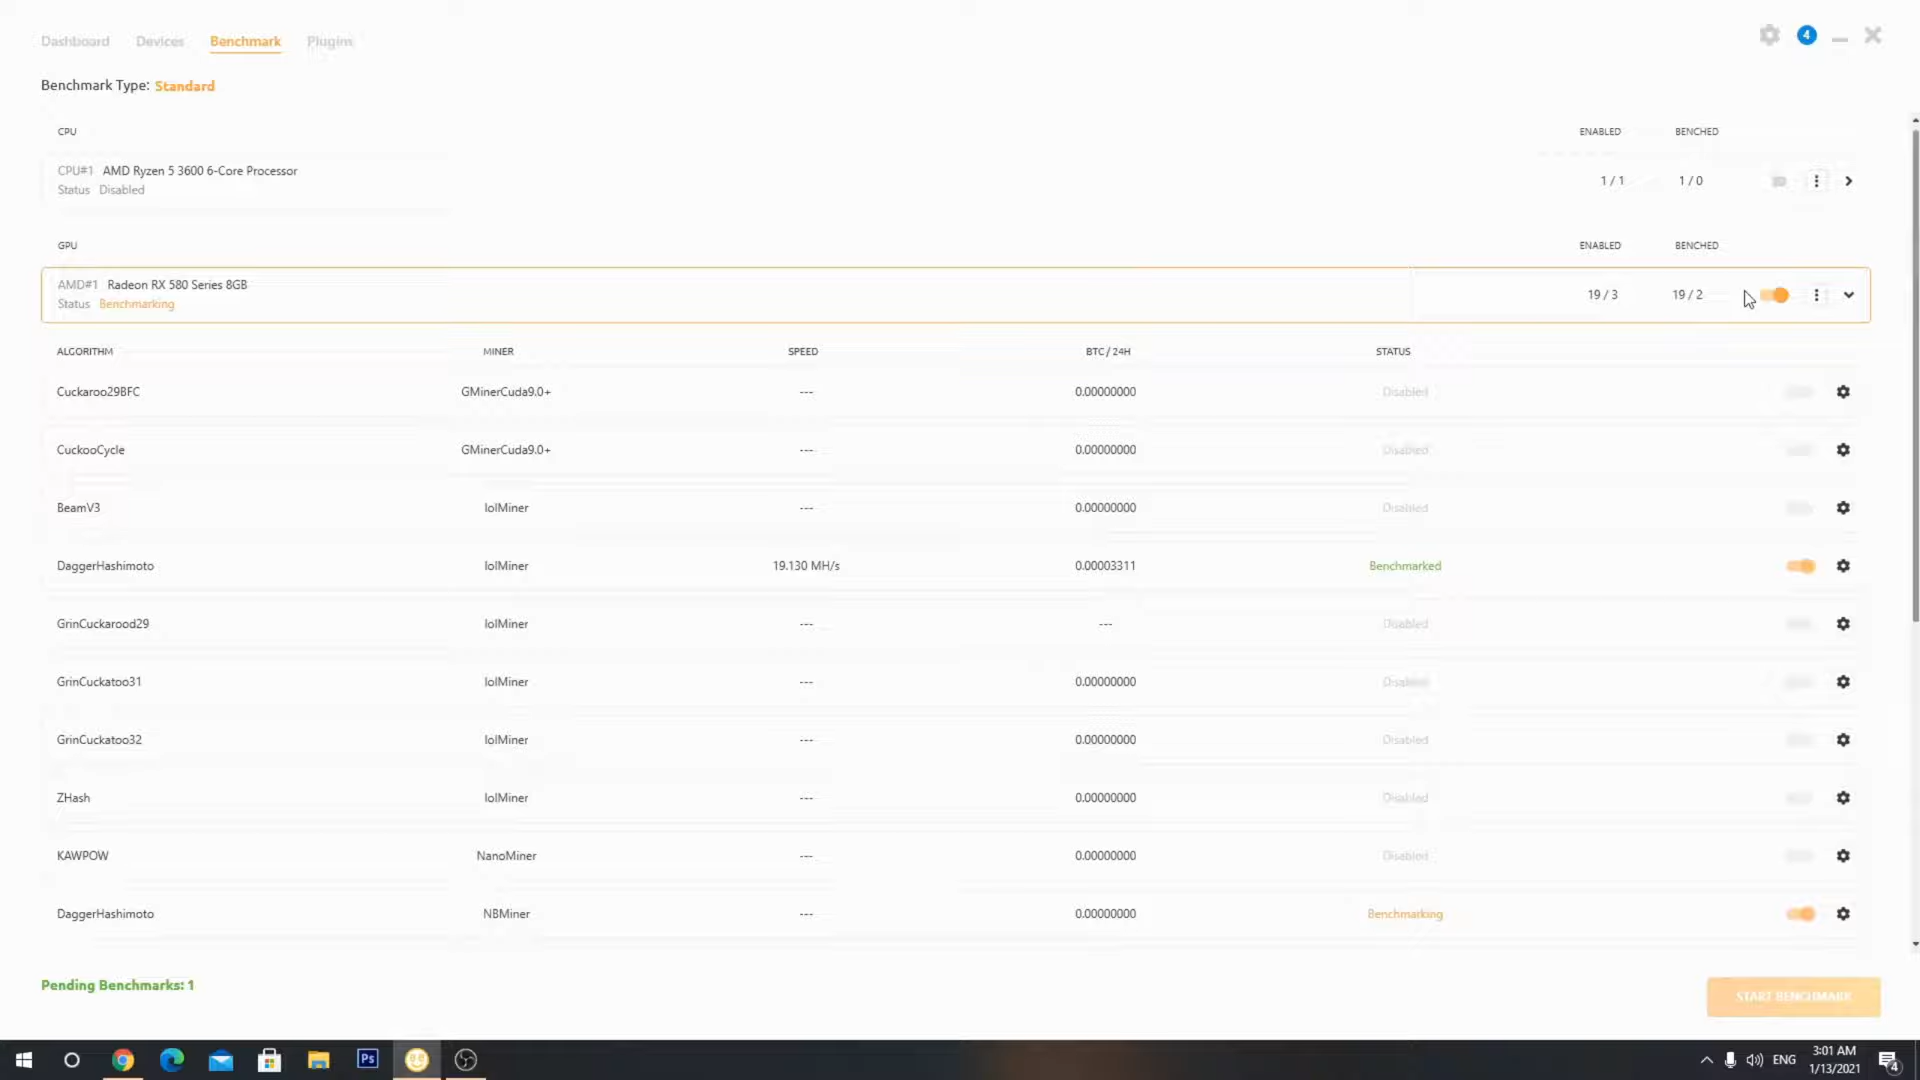 Dashboard Devices Benchmark Plugins 4
Benchmark Type: Standard
CPU ENABLED BENCHED
CPU#1 AMD Ryzen 5 3600 6-Core Processor
Status Disabled
1 / 1 1 / 0
GPU ENABLED BENCHED
AMD#1 Radeon RX 580 Series 8GB
Status Benchmarking
19 / 3 19 / 2
ALGORITHM MINER SPEED BTC / 24H STATUS
Cuckaroo29BFC GMinerCuda9.0+ --- 0.00000000 Disabled
CuckooCycle GMinerCuda9.0+ --- 0.00000000 Disabled
BeamV3 lolMiner --- 0.00000000 Disabled
DaggerHashimoto lolMiner 19.130 MH/s 0.00003311 Benchmarked
GrinCuckarood29 lolMiner --- --- Disabled
GrinCuckatoo31 lolMiner --- 0.00000000 Disabled
GrinCuckatoo32 lolMiner --- 0.00000000 Disabled
ZHash lolMiner --- 0.00000000 Disabled
KAWPOW NanoMiner --- 0.00000000 Disabled
DaggerHashimoto NBMiner --- 0.00000000 Benchmarking
Pending Benchmarks: 1
START BENCHMARK
Ps
ENG
3:01 AM
1/13/2021
4